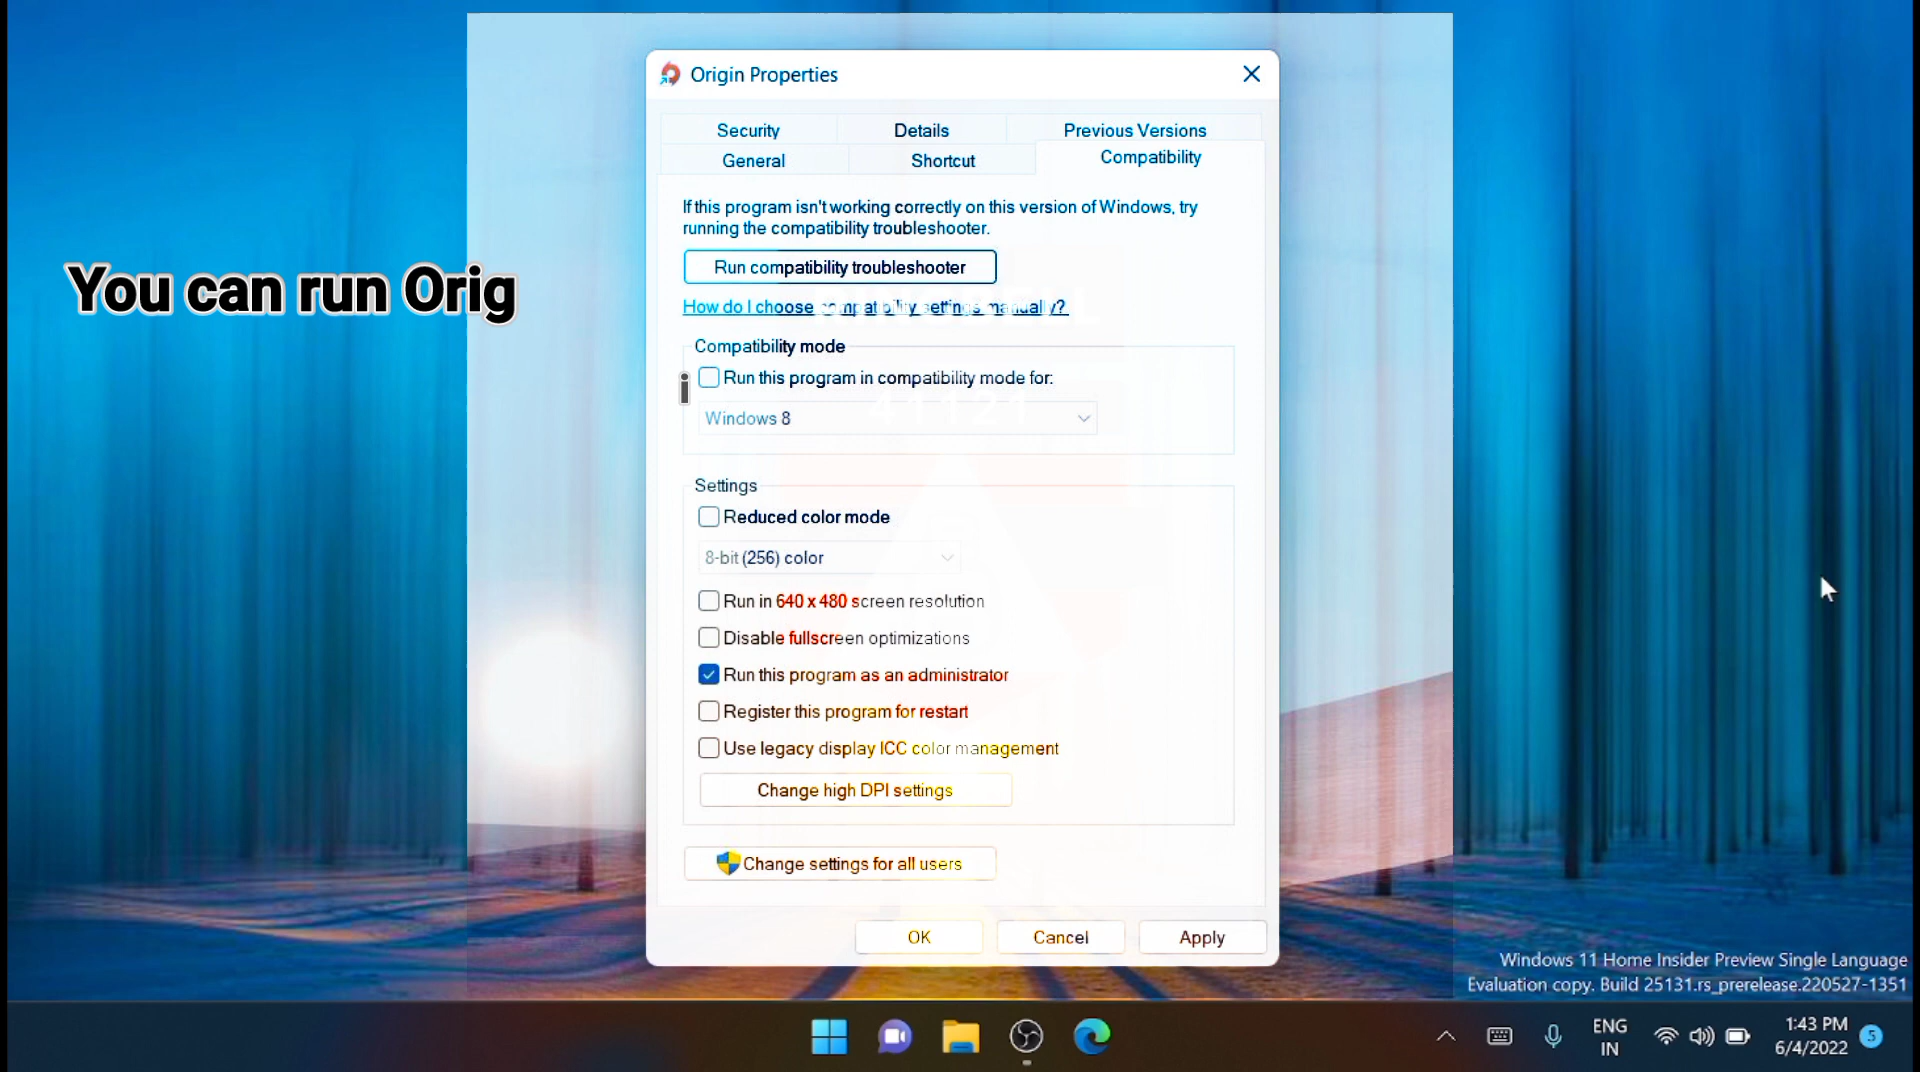 Origin Properties
Security
Details
Previous Versions
General
Shortcut
Compatibility
If this program isn't working correctly on this version of Windows, try
running the compatibility troubleshooter.
Run compatibility troubleshooter
How do I choose compatibility settings manually?
You can run Orig
Compatibility mode
Run this program in compatibility mode for:
Windows 8
Settings
Reduced color mode
8-bit (256) color
Run in 640 x 480 screen resolution
Disable fullscreen optimizations
Run this program as an administrator
Register this program for restart
Use legacy display ICC color management
Change high DPI settings
Change settings for all users
OK
Cancel
Apply
Windows 11 Home Insider Preview Single Language
Evaluation copy. Build 25131.rs_prerelease.220527-1351
ENG
IN
1:43 PM
6/4/2022
5